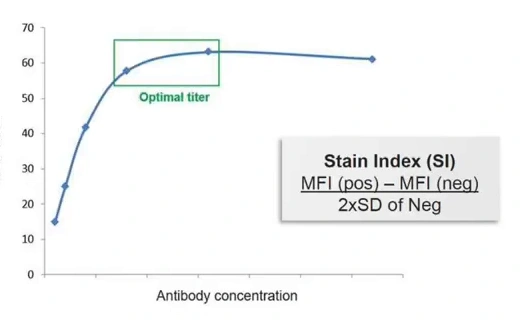 70
60
50
40
30
20
10
0
Optimal titer
Stain Index (SI)
MFI (pos) – MFI (neg)
2xSD of Neg
Antibody concentration